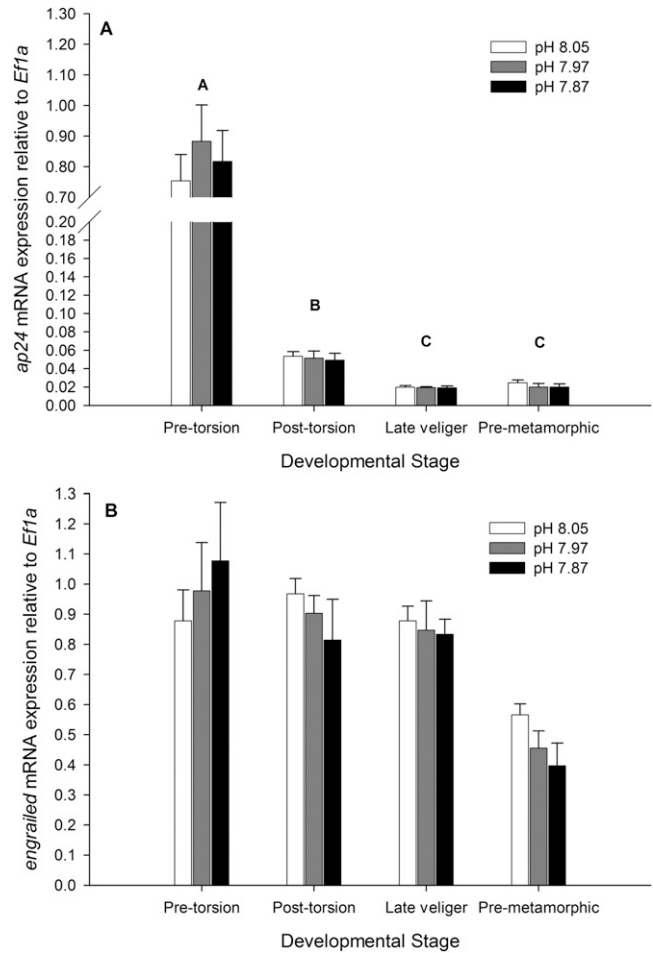 A
ap24 mRNA expression relative to Ef1a
1.30
1.20
1.10
1.00
0.90
0.80
0.70
0.20
0.18
0.16
0.14
0.12
0.10
0.08
0.06
0.04
0.02
0.00
pH 8.05
pH 7.97
pH 7.87
A
B
C
C
Pre-torsion
Post-torsion
Late veliger
Pre-metamorphic
Developmental Stage
B
engrailed mRNA expression relative to Ef1a
1.3
1.2
1.1
1.0
0.9
0.8
0.7
0.6
0.5
0.4
0.3
0.2
0.1
0.0
pH 8.05
pH 7.97
pH 7.87
Pre-torsion
Post-torsion
Late veliger
Pre-metamorphic
Developmental Stage